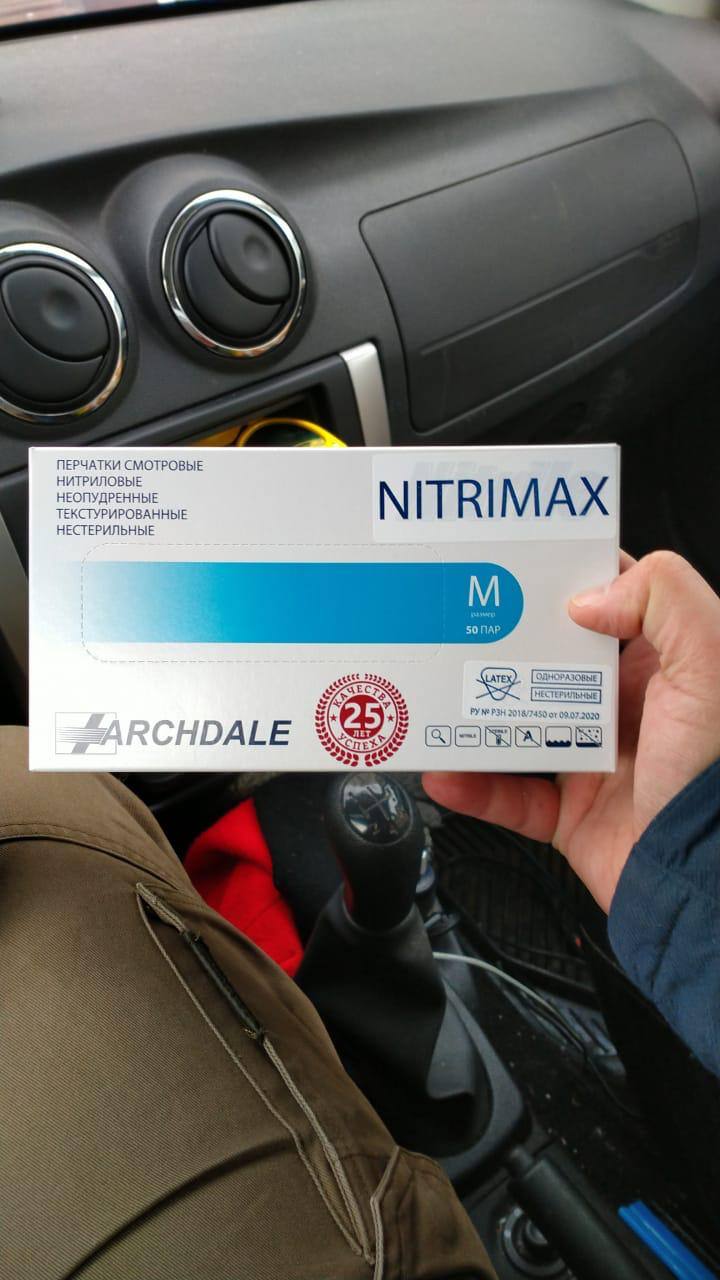 ПЕРЧАТКИ СМОТРОВЫЕ
НИТРИЛОВЫЕ
НЕОПУДРЕННЫЕ
ТЕКСТУРИРОВАННЫЕ
НЕСТЕРИЛЬНЫЕ
NITRIMAX
M
размер
50 ПАР
LATEX
ОДНОРАЗОВЫЕ
НЕСТЕРИЛЬНЫЕ
РУ № РЗН 2018/7450 от 09.07.2020
ARCHDALE
КАЧЕСТВА
25
ЛЕТ
УСПЕХА
NITRILE